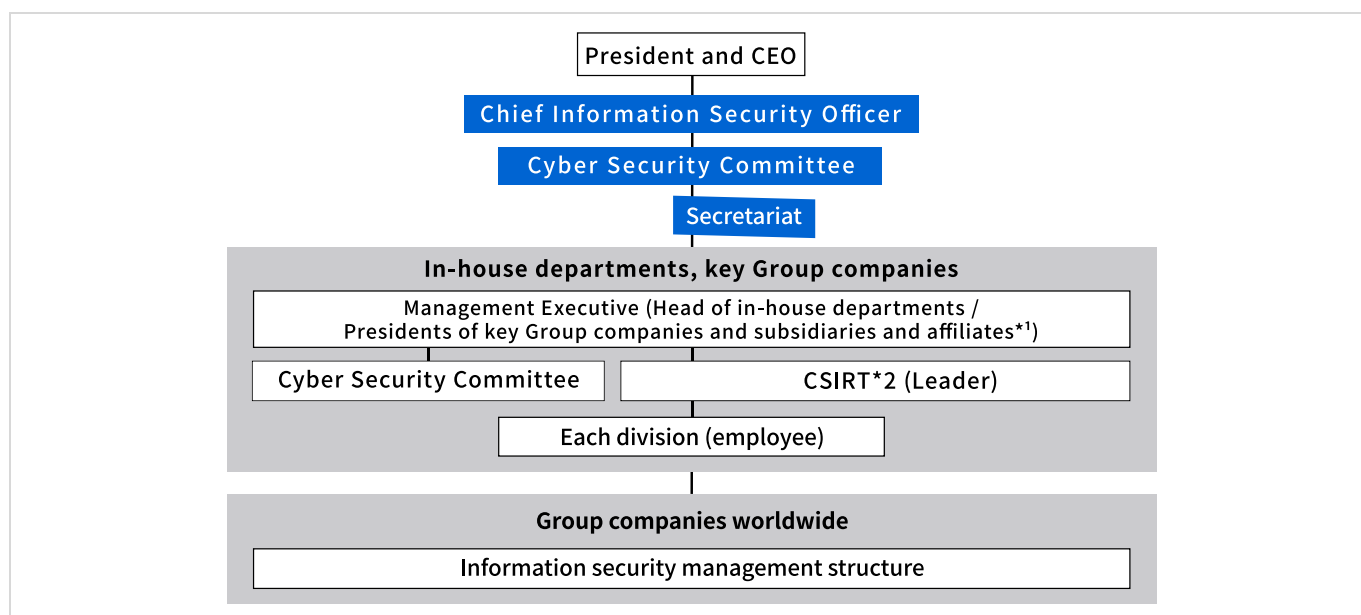 President and CEO
Chief Information Security Officer
Cyber Security Committee
Secretariat
In-house departments, key Group companies
Management Executive (Head of in-house departments /
Presidents of key Group companies and subsidiaries and affiliates*¹)
Cyber Security Committee
CSIRT*2 (Leader)
Each division (employee)
Group companies worldwide
Information security management structure